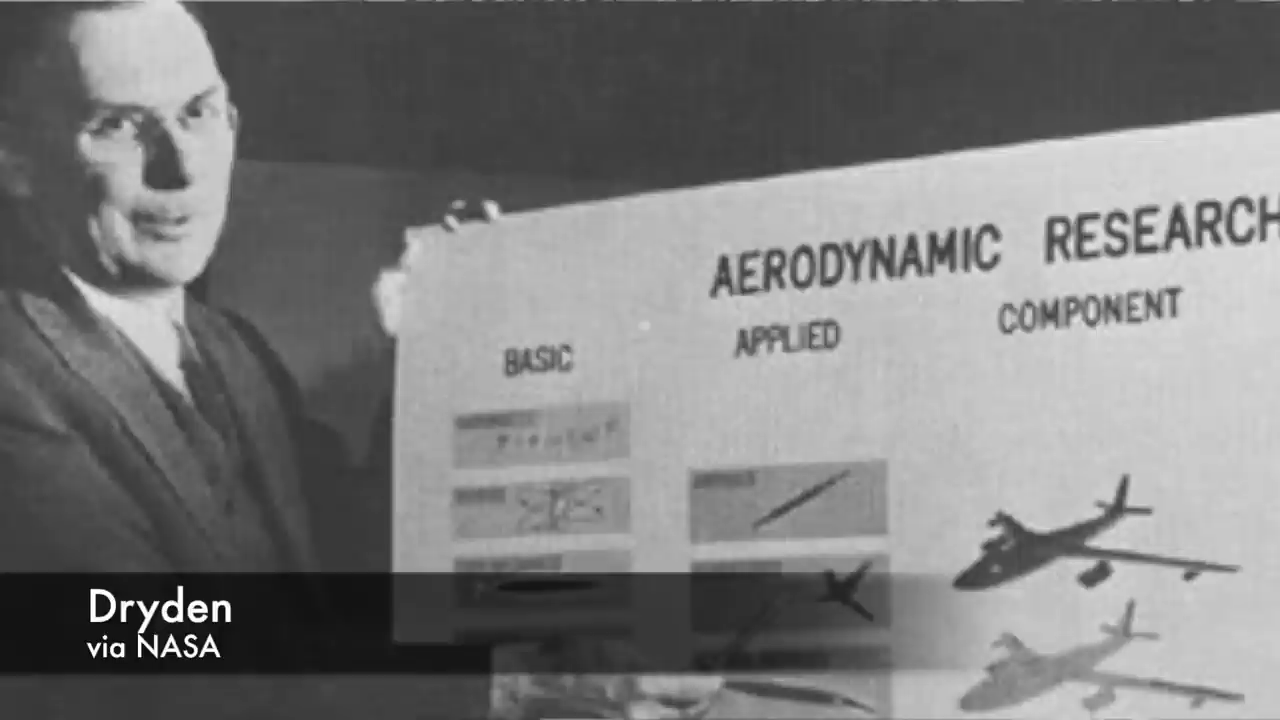 AERODYNAMIC RESEARCH
BASIC
APPLIED
COMPONENT
Dryden
via NASA